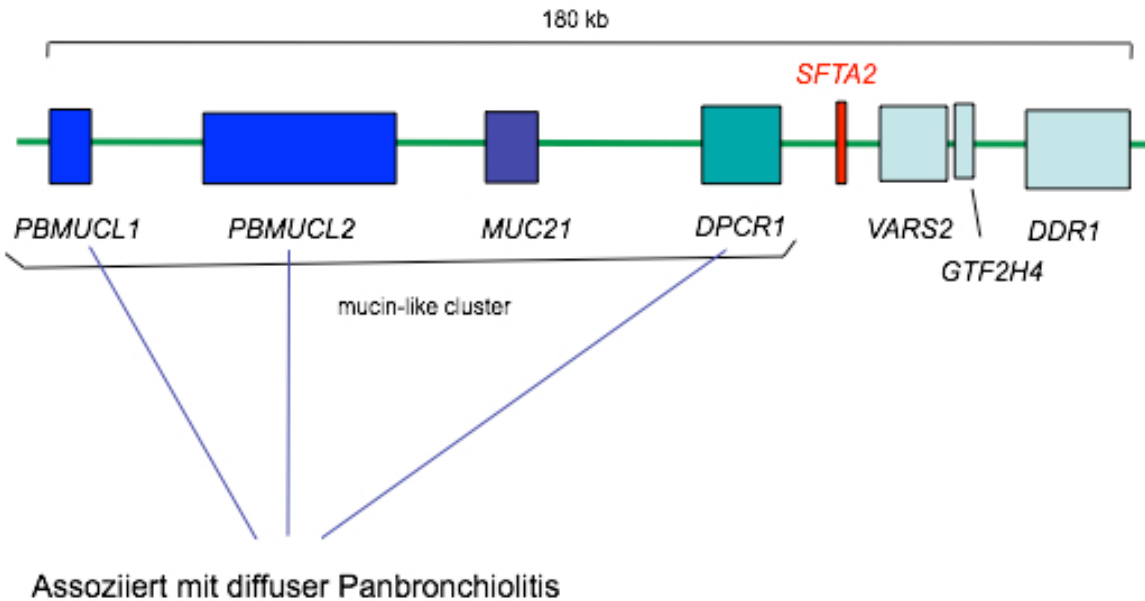 180 kb
SFTA2
PBMUCL1 PBMUCL2 MUC21 DPCR1 VARS2 DDR1
GTF2H4
mucin-like cluster
Assoziiert mit diffuser Panbronchiolitis